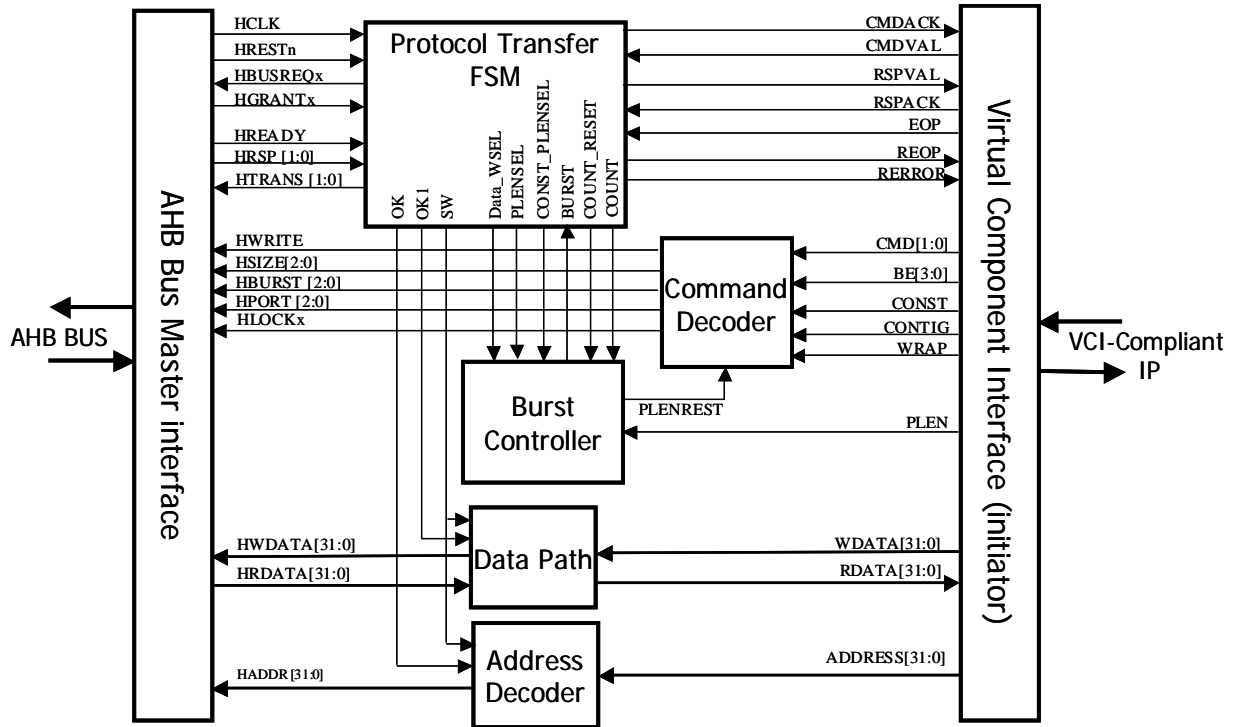 HCLK
HRESTn
HBUSREQx
HGRANTx
HREADY
HRSP [1:0]
HTRANS [1:0]
Protocol Transfer
FSM
OK
OK1
SW
Data_WSEL
PLENSEL
CONST_PLENSEL
BURST
COUNT_RESET
COUNT
CMDACK
CMDVAL
RSPVAL
RSPACK
EOP
REOP
RERROR
AHB Bus Master interface
AHB BUS
HWRITE
HSIZE[2:0]
HBURST [2:0]
HPORT [2:0]
HLOCKx
Command
Decoder
CMD[1:0]
BE[3:0]
CONST
CONTIG
WRAP
Virtual Component Interface (initiator)
VCI-Compliant
IP
Burst
Controller
PLENREST
PLEN
HWDATA[31:0]
HRDATA[31:0]
Data Path
WDATA[31:0]
RDATA[31:0]
HADDR[31:0]
Address
Decoder
ADDRESS[31:0]